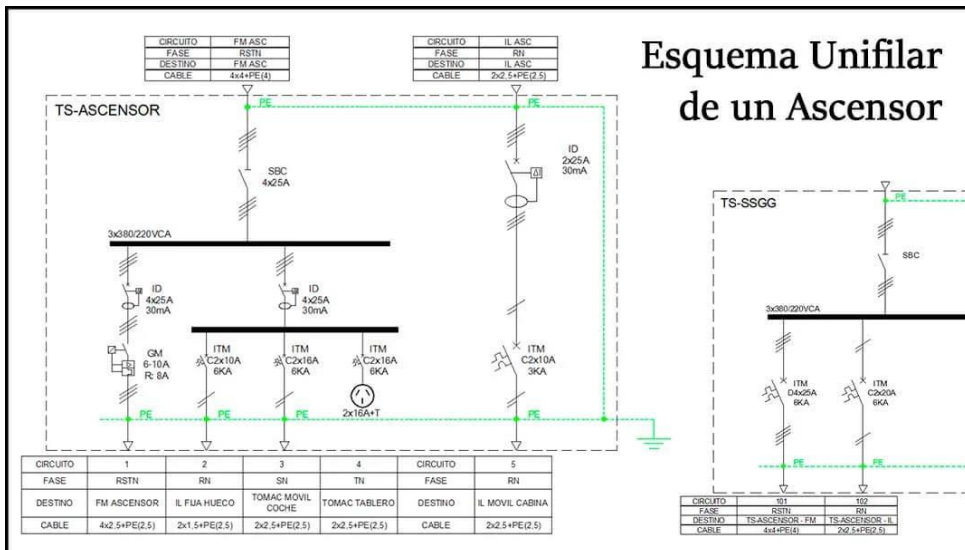 Esquema Unifilar
de un Ascensor
CIRCUITO FM ASC
FASE RSTN
DESTINO FM ASC
CABLE 4x4+PE(4)
CIRCUITO IL ASC
FASE RN
DESTINO IL ASC
CABLE 2x2,5+PE(2,5)
TS-ASCENSOR
PE
PE
SBC
4x25A
ID
2x25A
30mA
ΔI
3x380/220VCA
ID
4x25A
30mA
ID
4x25A
30mA
GM
6-10A
R: 8A
ITM
C2x10A
6KA
ITM
C2x16A
6KA
ITM
C2x16A
6KA
2x16A+T
ITM
C2x10A
3KA
PE
PE
PE
PE
CIRCUITO 1 2 3 4 CIRCUITO 5
FASE RSTN RN SN TN FASE RN
DESTINO FM ASCENSOR IL FIJA HUECO TOMAC MOVIL COCHE TOMAC TABLERO DESTINO IL MOVIL CABINA
CABLE 4x2,5+PE(2,5) 2x1,5+PE(2,5) 2x2,5+PE(2,5) 2x2,5+PE(2,5) CABLE 2x2,5+PE(2,5)
TS-SSGG
PE
SBC
3x380/220VCA
ITM
D4x25A
6KA
ITM
C2x20A
6KA
PE
PE
CIRCUITO 101 102
FASE RSTN RN
DESTINO TS-ASCENSOR - FM TS-ASCENSOR - IL
CABLE 4x4+PE(4) 2x2,5+PE(2,5)